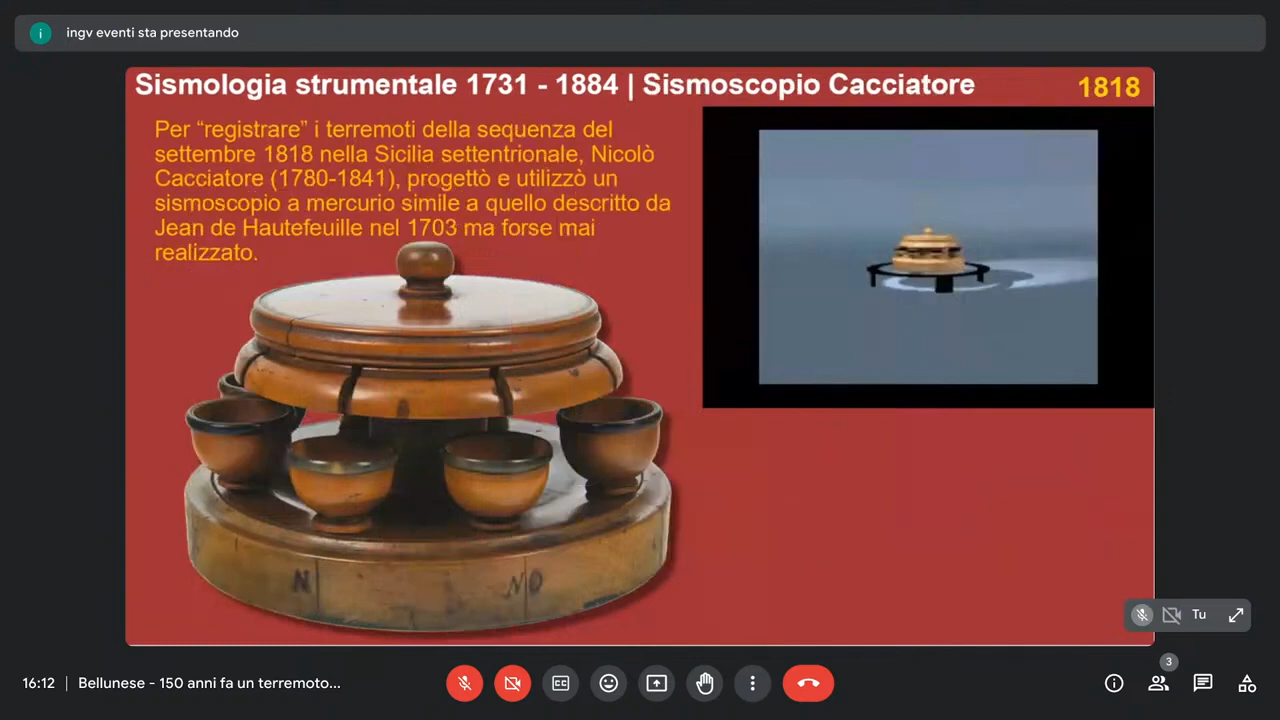 i
ingv eventi sta presentando
Sismologia strumentale 1731 - 1884 | Sismoscopio Cacciatore
1818
Per “registrare” i terremoti della sequenza del
settembre 1818 nella Sicilia settentrionale, Nicolò
Cacciatore (1780-1841), progettò e utilizzò un
sismoscopio a mercurio simile a quello descritto da
Jean de Hautefeuille nel 1703 ma forse mai
realizzato.
N
NO
Tu
16:12 | Bellunese - 150 anni fa un terremoto...
CC
3